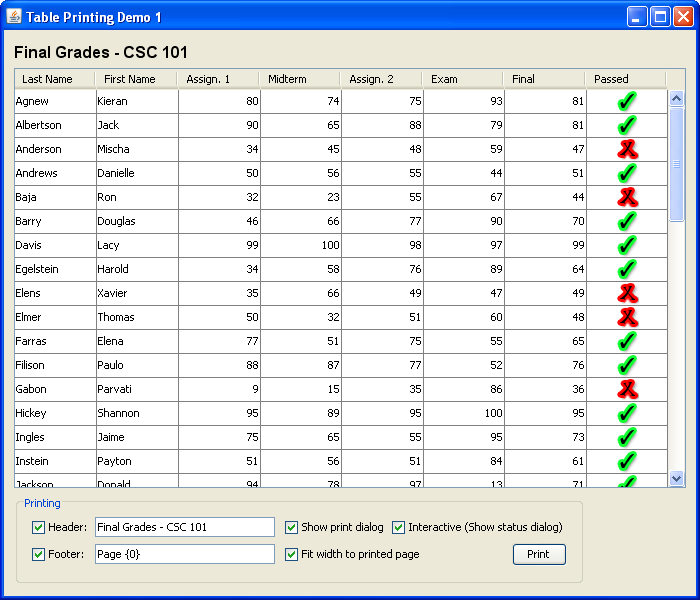 Table Printing Demo 1
Final Grades - CSC 101
Last Name First Name Assign. 1 Midterm Assign. 2 Exam Final Passed
Agnew Kieran 80 74 75 93 81
Albertson Jack 90 65 88 79 81
Anderson Mischa 34 45 48 59 47
Andrews Danielle 50 56 55 44 51
Baja Ron 32 23 55 67 44
Barry Douglas 46 66 77 90 70
Davis Lacy 99 100 98 97 99
Egelstein Harold 34 58 76 89 64
Elens Xavier 35 66 49 47 49
Elmer Thomas 50 32 51 60 48
Farras Elena 77 51 75 55 65
Filison Paulo 88 87 77 52 76
Gabon Parvati 9 15 35 86 36
Hickey Shannon 95 89 95 100 95
Ingles Jaime 75 65 55 95 73
Instein Payton 51 56 51 84 61
Jackson Donald 94 78 97 13 71
Printing
Header: Final Grades - CSC 101 Show print dialog Interactive (Show status dialog)
Footer: Page {0} Fit width to printed page Print